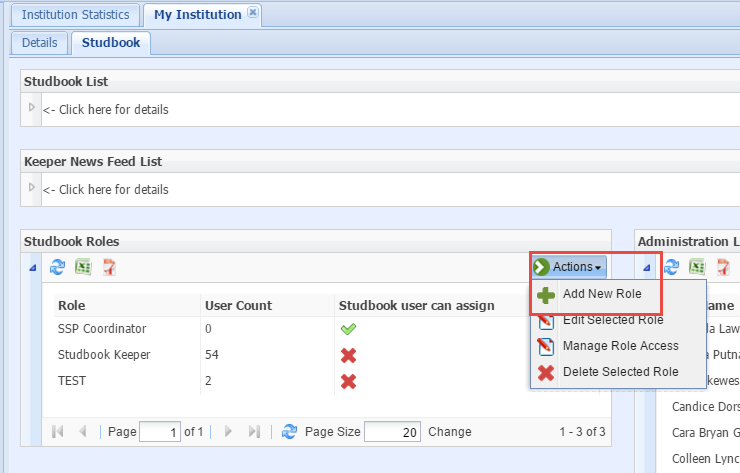 Institution Statistics My Institution
Details Studbook
Studbook List
<- Click here for details
Keeper News Feed List
<- Click here for details
Studbook Roles
Actions
Add New Role
Edit Selected Role
Manage Role Access
Delete Selected Role
Role User Count Studbook user can assign
SSP Coordinator 0
Studbook Keeper 54
TEST 2
Page 1 of 1 Page Size 20 Change 1 - 3 of 3
Administration L
ame
la Law
a Putna
kewes
Candice Dors
Cara Bryan G
Colleen Lync